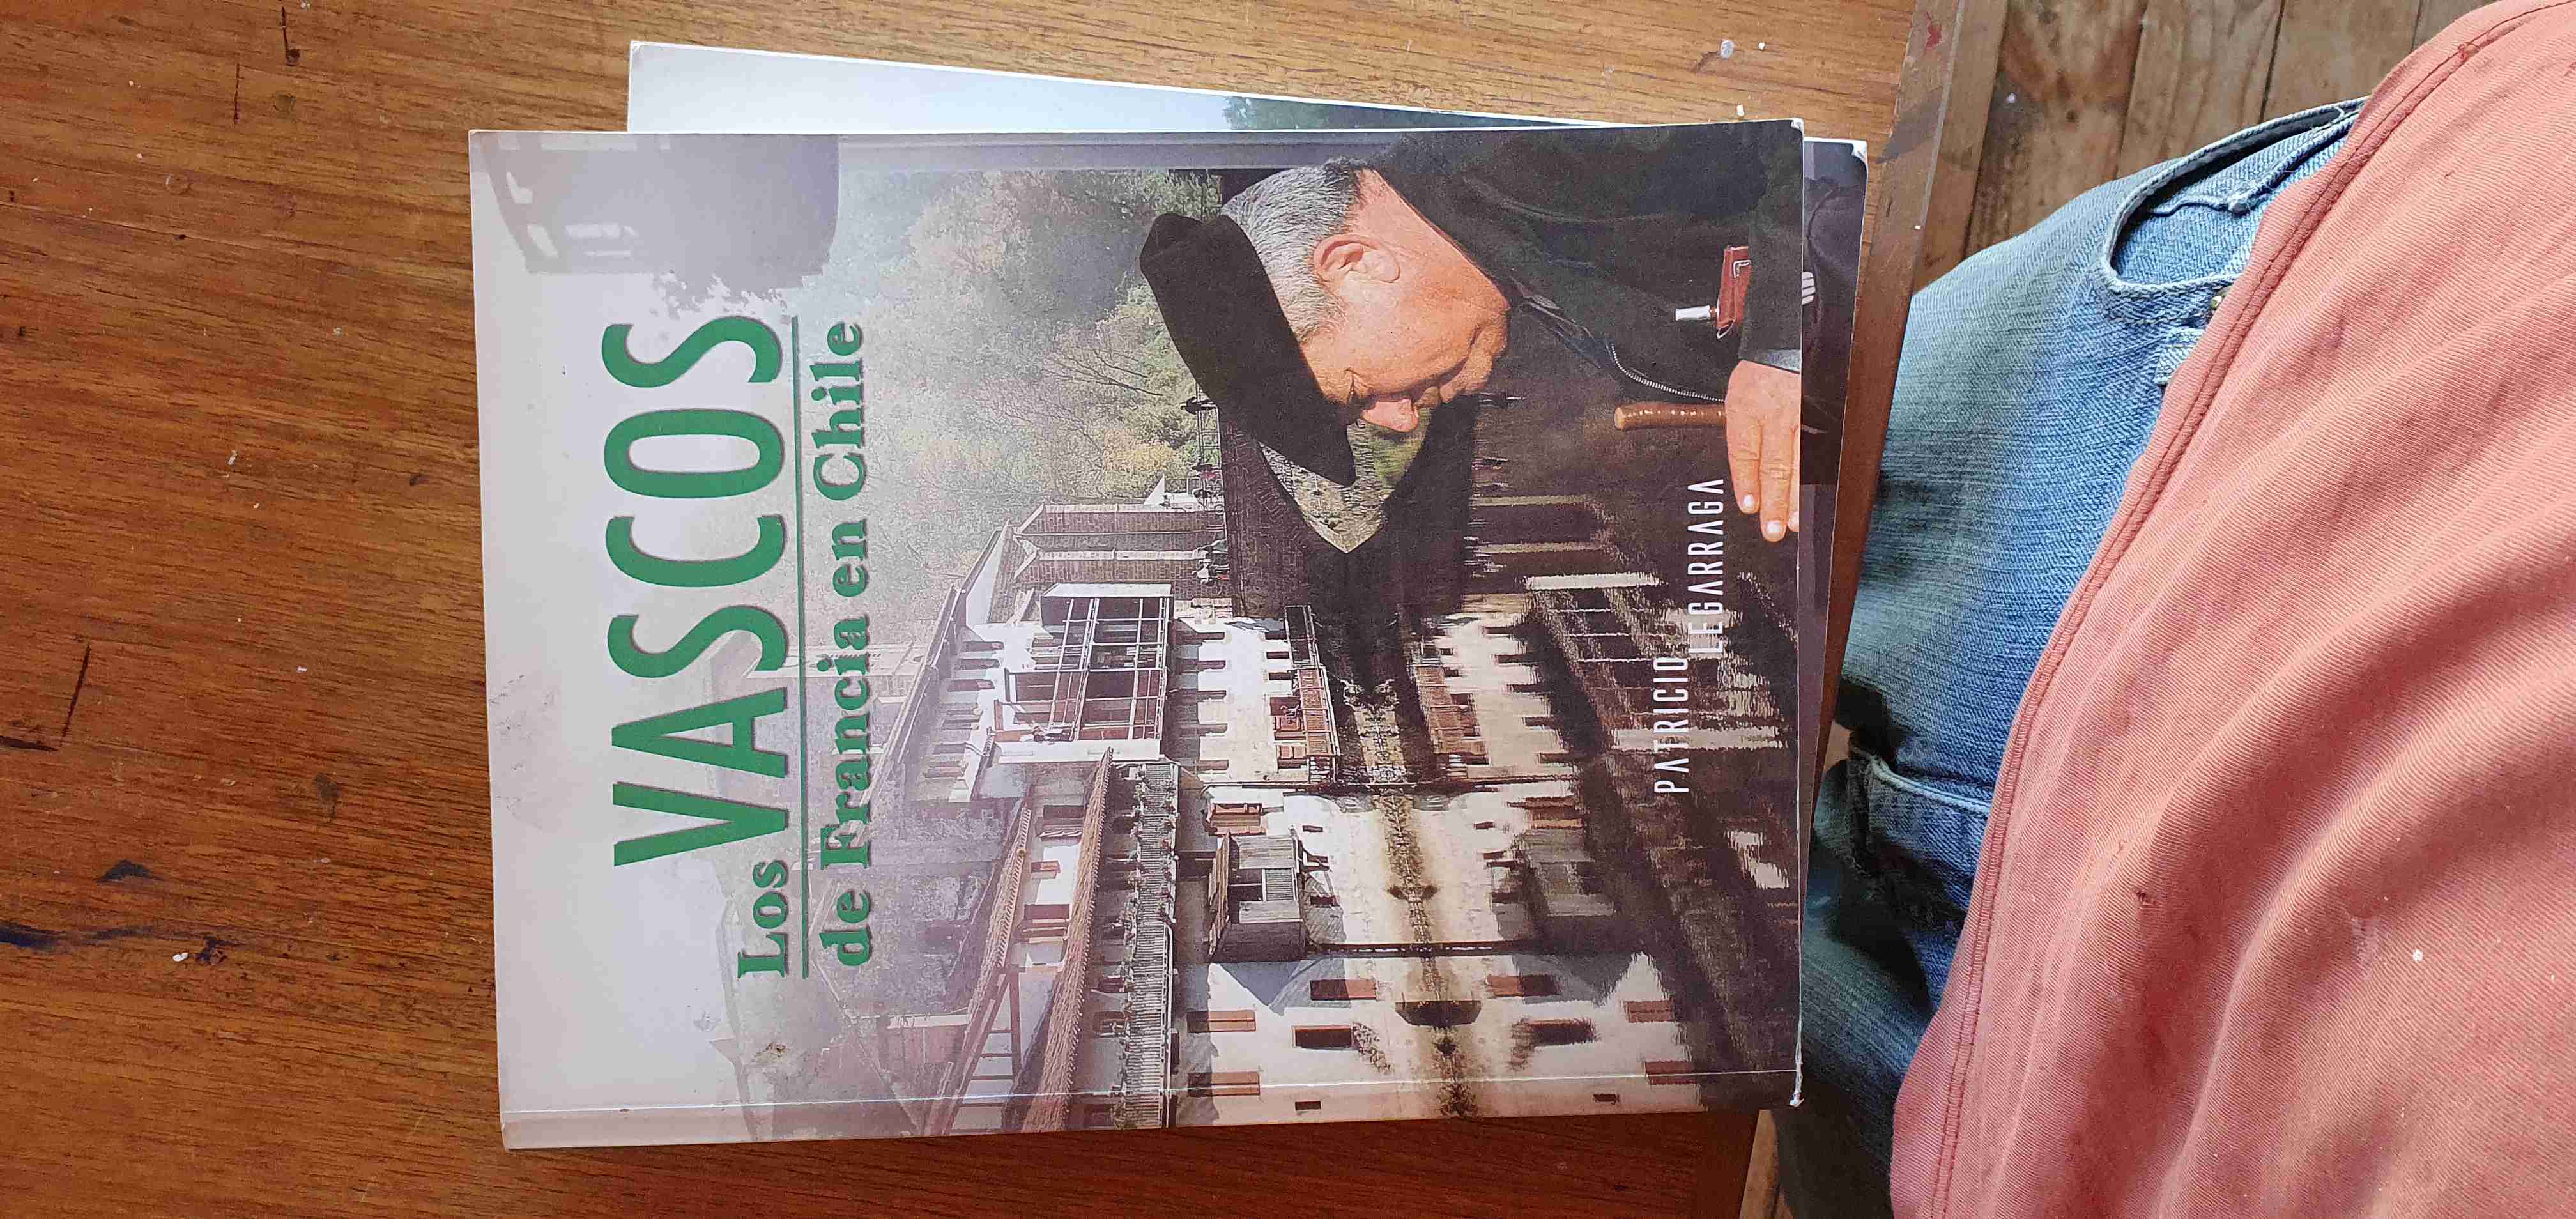 Los VASCOS
de Francia en Chile
PATRICIO
LEGARRAGA